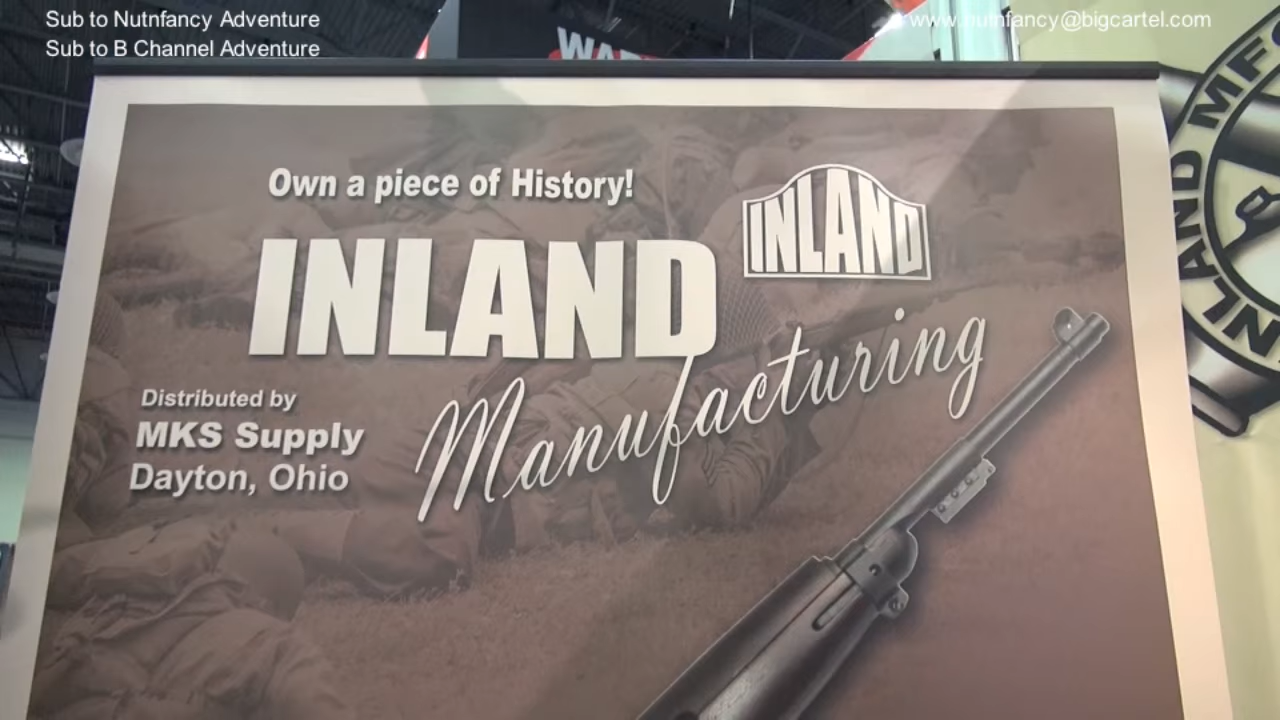 Sub to Nutnfancy Adventure
Sub to B Channel Adventure
www.nutnfancy@bigcartel.com
Own a piece of History!
INLAND
INLAND
Manufacturing
Distributed by
MKS Supply
Dayton, Ohio
INLAND MFG